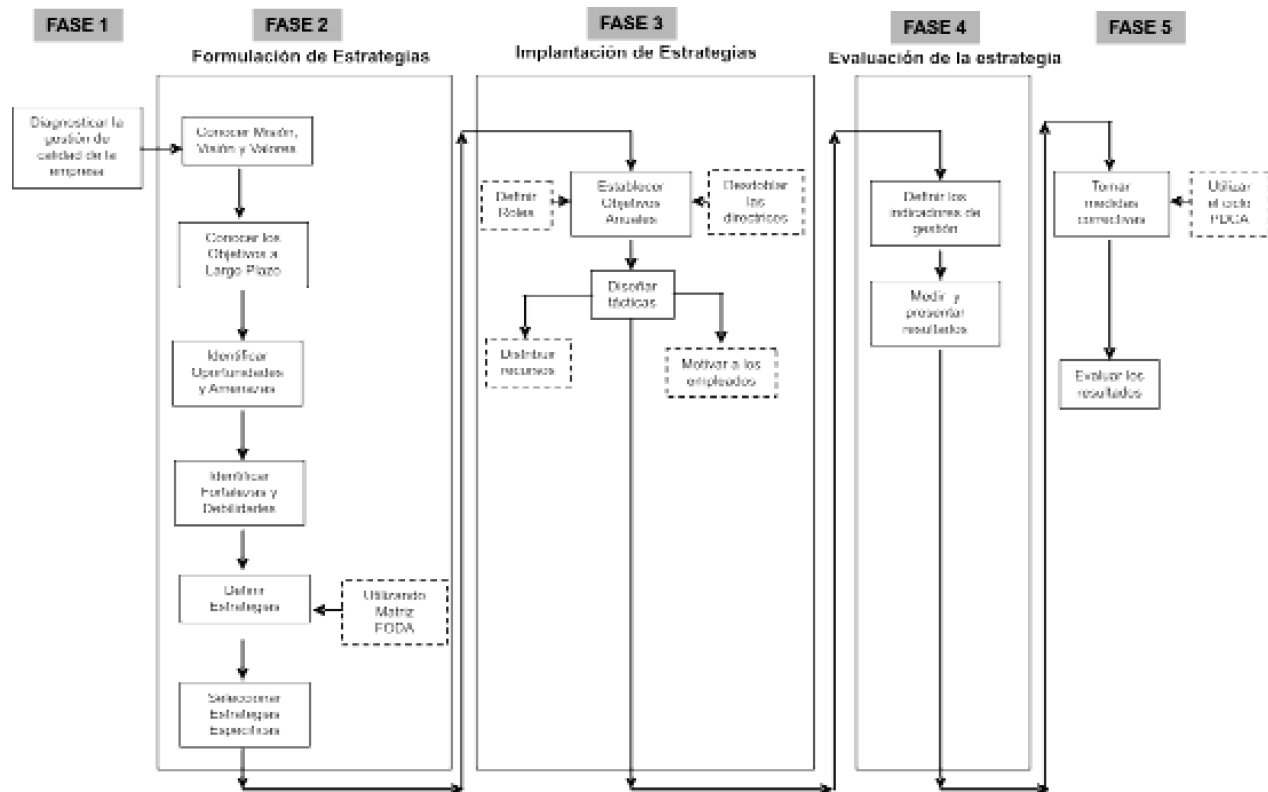 FASE 1
Diagnosticar la
gestión de
calidad de la
empresa
FASE 2
Formulación de Estrategias
Conocer Misión,
Visión y Valores
Conocer los
Objetivos a
Largo Plazo
Identificar
Oportunidades
y Amenazas
Identificar
Fortalezas y
Debilidades
Definir
Estrategias
Utilizando
Matriz
FODA
Seleccionar
Estrategias
Específicas
FASE 3
Implantación de Estrategias
Definir
Roles
Establecer
Objetivos
Anuales
Desdoblar
las
directrices
Diseñar
tácticas
Distribuir
recursos
Motivar a los
empleados
FASE 4
Evaluación de la estrategia
Definir los
indicadores de
gestión
Medir y
presentar
resultados
FASE 5
Tomar
medidas
correctivas
Utilizar
el ciclo
PDCA
Evaluar los
resultados